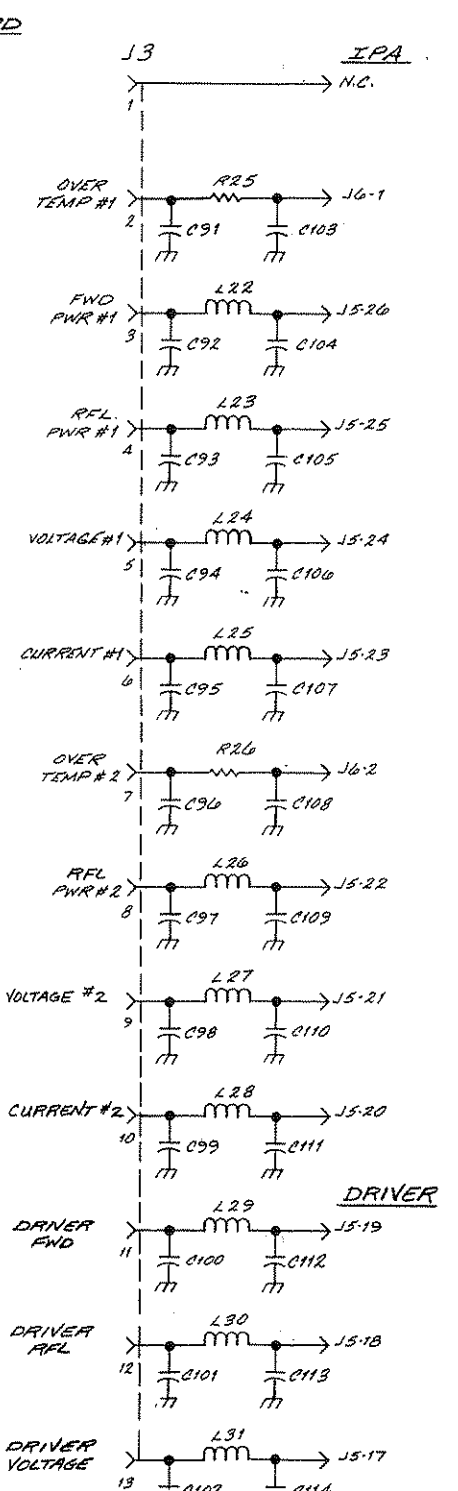 J3
IPA
N.C.
1
OVER
TEMP #1
R25
J6-1
2
C91
C103
FWD
PWR #1
L22
J5-26
3
C92
C104
RFL.
PWR #1
L23
J5-25
4
C93
C105
VOLTAGE #1
L24
J5-24
5
C94
C106
CURRENT #1
L25
J5-23
6
C95
C107
OVER
TEMP #2
R26
J6-2
7
C96
C108
RFL
PWR #2
L26
J5-22
8
C97
C109
VOLTAGE #2
L27
J5-21
9
C98
C110
CURRENT #2
L28
J5-20
10
C99
C111
DRIVER
DRIVER
FWD
L29
J5-19
11
C100
C112
DRIVER
RFL
L30
J5-18
12
C101
C113
DRIVER
VOLTAGE
L31
J5-17
13